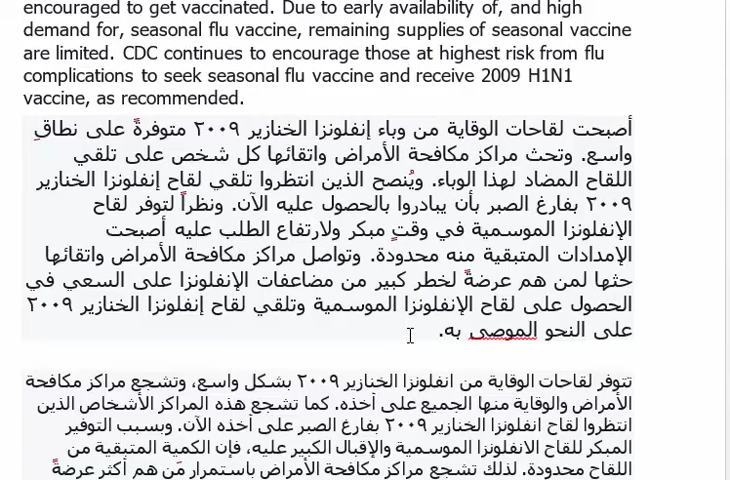 encouraged to get vaccinated. Due to early availability of, and high
demand for, seasonal flu vaccine, remaining supplies of seasonal vaccine
are limited. CDC continues to encourage those at highest risk from flu
complications to seek seasonal flu vaccine and receive 2009 H1N1
vaccine, as recommended.
أصبحت لقاحات الوقاية من وباء إنفلونزا الخنازير ٢٠٠٩ متوفرةً على نطاقٍ
واسع. وتحث مراكز مكافحة الأمراض واتقائها كل شخص على تلقي
اللقاح المضاد لهذا الوباء. ويُنصح الذين انتظروا تلقي لقاح إنفلونزا الخنازير
٢٠٠٩ بفارغ الصبر بأن يبادروا بالحصول عليه الآن. ونظراً لتوفر لقاح
الإنفلونزا الموسمية في وقتٍ مبكر ولارتفاع الطلب عليه أصبحت
الإمدادات المتبقية منه محدودة. وتواصل مراكز مكافحة الأمراض واتقائها
حثها لمن هم عرضةً لخطر كبير من مضاعفات الإنفلونزا على السعي في
الحصول على لقاح الإنفلونزا الموسمية وتلقي لقاح إنفلونزا الخنازير ٢٠٠٩
على النحو الموصى به.
تتوفر لقاحات الوقاية من انفلونزا الخنازير ٢٠٠٩ بشكل واسع، وتشجع مراكز مكافحة
الأمراض والوقاية منها الجميع على أخذه. كما تشجع هذه المراكز الأشخاص الذين
انتظروا لقاح انفلونزا الخنازير ٢٠٠٩ بفارغ الصبر على أخذه الآن. وبسبب التوفير
المبكر للقاح الانفلونزا الموسمية والإقبال الكبير عليه، فإن الكمية المتبقية من
اللقاح محدودة. لذلك تشجع مراكز مكافحة الأمراض باستمرار مَن هم أكثر عرضةً